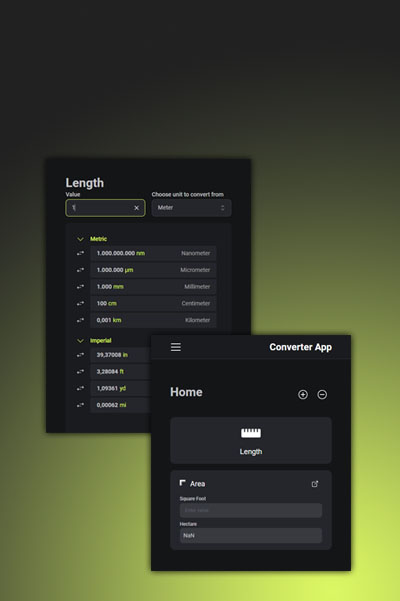 Length
Value
Choose unit to convert from
1
Meter
Metric
1.000.000.000 nm Nanometer
1.000.000 µm Micrometer
1.000 mm Millimeter
100 cm Centimeter
0,001 km Kilometer
Imperial
39,37008 in
3,28084 ft
1,09361 yd
0,00062 mi
Converter App
Home
Length
Area
Square Foot
Enter value
Hectare
NaN